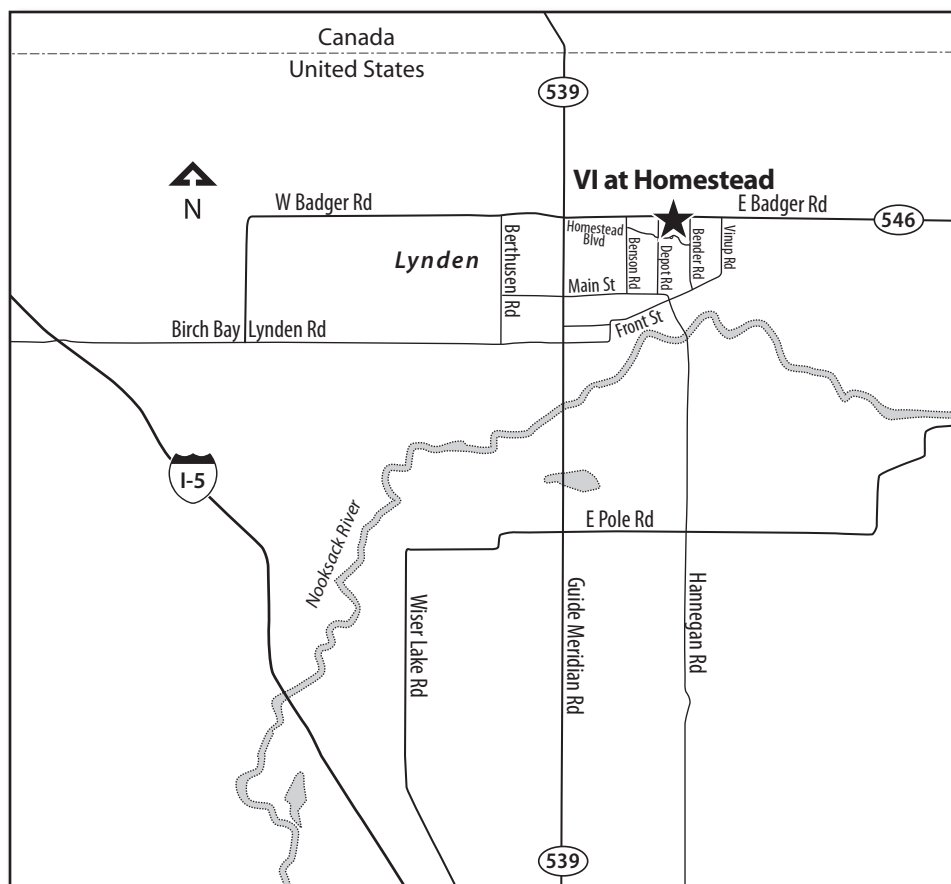 Canada
United States
539
VI at Homestead
N
W Badger Rd
E Badger Rd
546
Homestead
Blvd
Benson Rd
Depot Rd
Bender Rd
Vinup Rd
Berthusen Rd
Lynden
Main St
Birch Bay Lynden Rd
Front St
I-5
Nooksack River
E Pole Rd
Wiser Lake Rd
Guide Meridian Rd
Hannegan Rd
539